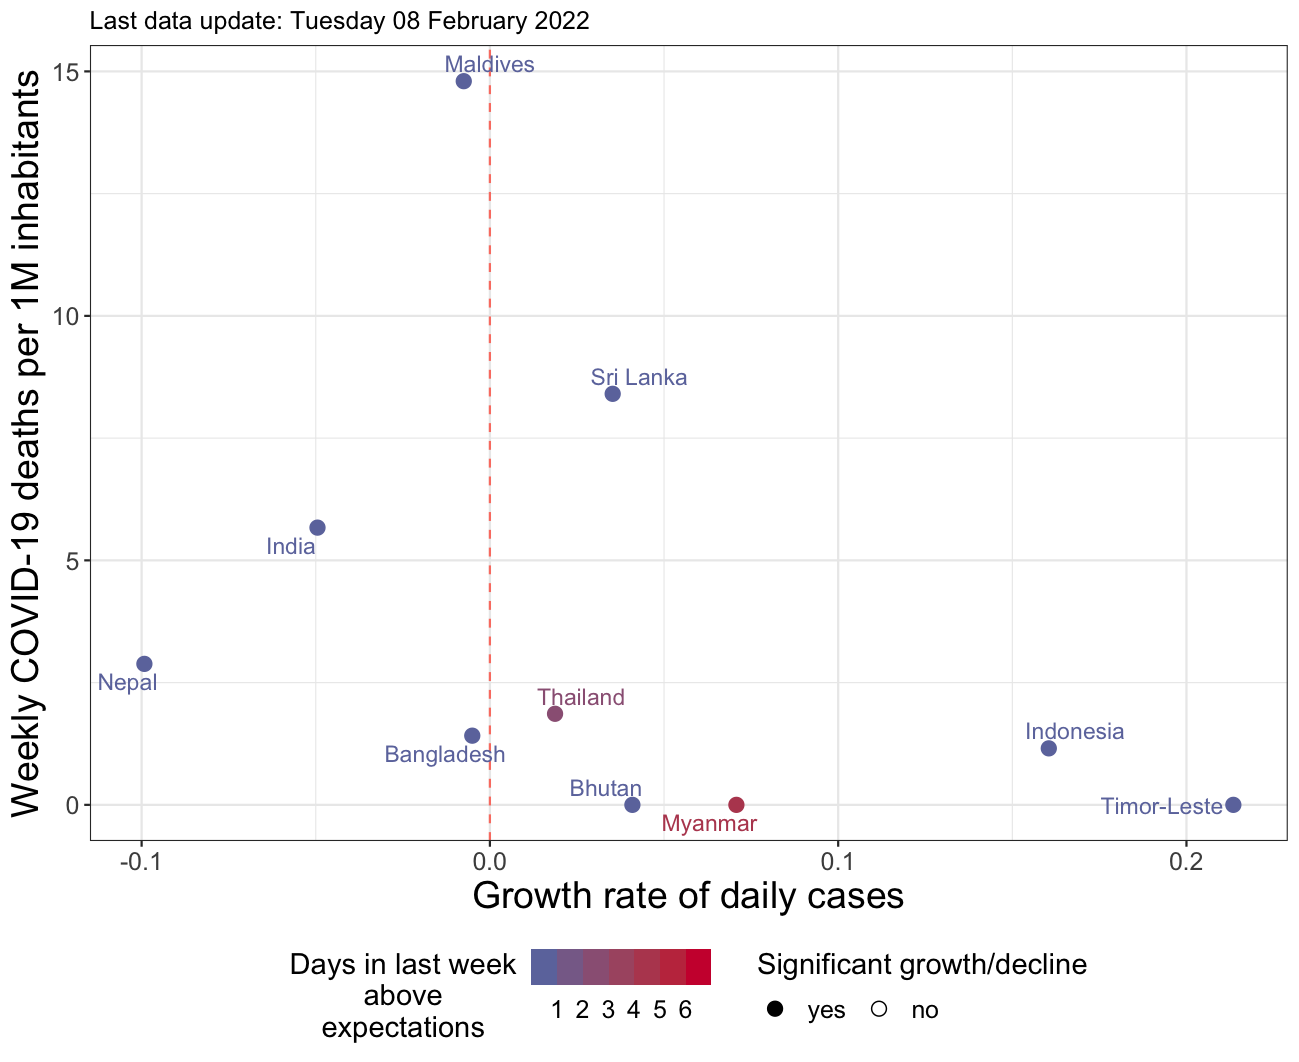 Last data update: Tuesday 08 February 2022
Weekly COVID-19 deaths per 1M inhabitants
15
10
5
0
Maldives
Sri Lanka
India
Nepal
Thailand
Bangladesh
Indonesia
Bhutan
Timor-Leste
Myanmar
-0.1 0.0 0.1 0.2
Growth rate of daily cases
Days in last week
above
expectations
1 2 3 4 5 6
Significant growth/decline
yes no